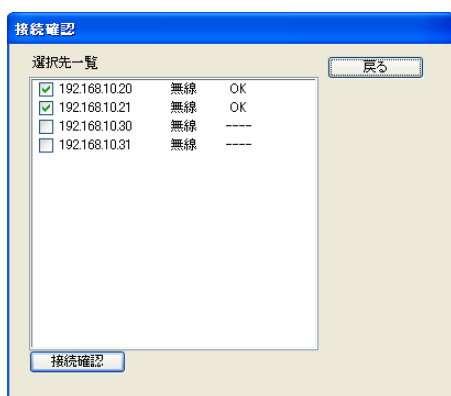 接続確認
選択先一覧
戻る
192.168.10.20 無線 OK
192.168.10.21 無線 OK
192.168.10.30 無線 ----
192.168.10.31 無線 ----
接続確認